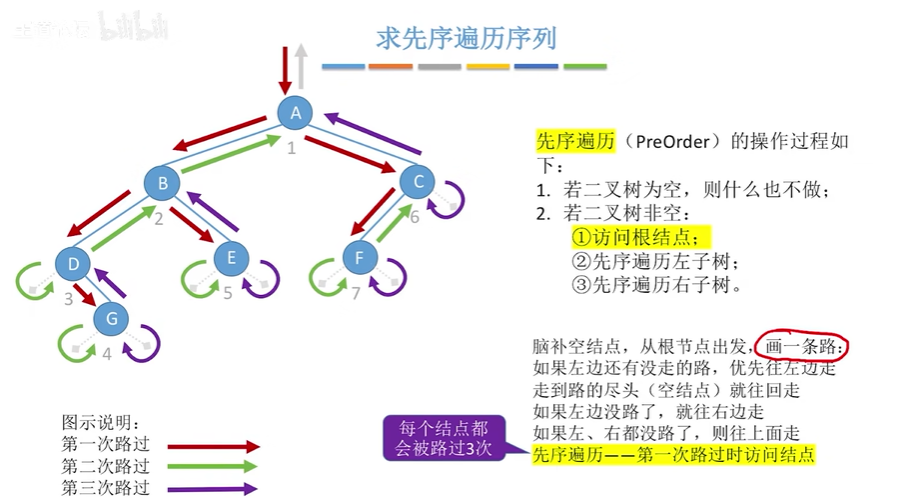 bilibili
求先序遍历序列
A
1
B
2
C
6
D
3
E
5
F
7
G
4
先序遍历（PreOrder）的操作过程如
下：
1. 若二叉树为空，则什么也不做；
2. 若二叉树非空：
①访问根结点；
②先序遍历左子树；
③先序遍历右子树。
脑补空结点，从根节点出发，画一条路：
如果左边还有没走的路，优先往左边走
走到路的尽头（空结点）就往回走
如果左边没路了，就往右边走
如果左、右都没路了，则往上面走
先序遍历——第一次路过时访问结点
每个结点都
会被路过3次
图示说明：
第一次路过
第二次路过
第三次路过